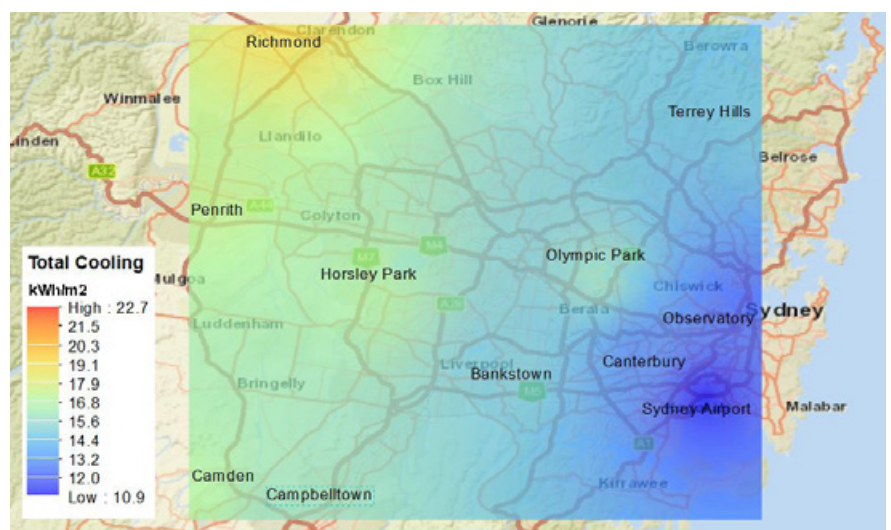 Clarendon
Glenorie
Richmond
Berowra
Box Hill
Winmalee
Terrey Hills
Linden
Llandilo
A32
Belrose
Penrith
A44
Colyton
M4
Olympic Park
M7
Horsley Park
Mulgoa
Chiswick
Total Cooling
kWh/m2
High : 22.7
21.5
20.3
19.1
17.9
16.8
15.6
14.4
13.2
12.0
Low : 10.9
A28
Berala
Observatory
Sydney
Luddenham
Canterbury
Liverpool
Bankstown
Bringelly
M5
Sydney Airport
Malabar
A1
Camden
Campbelltown
Kirrawee